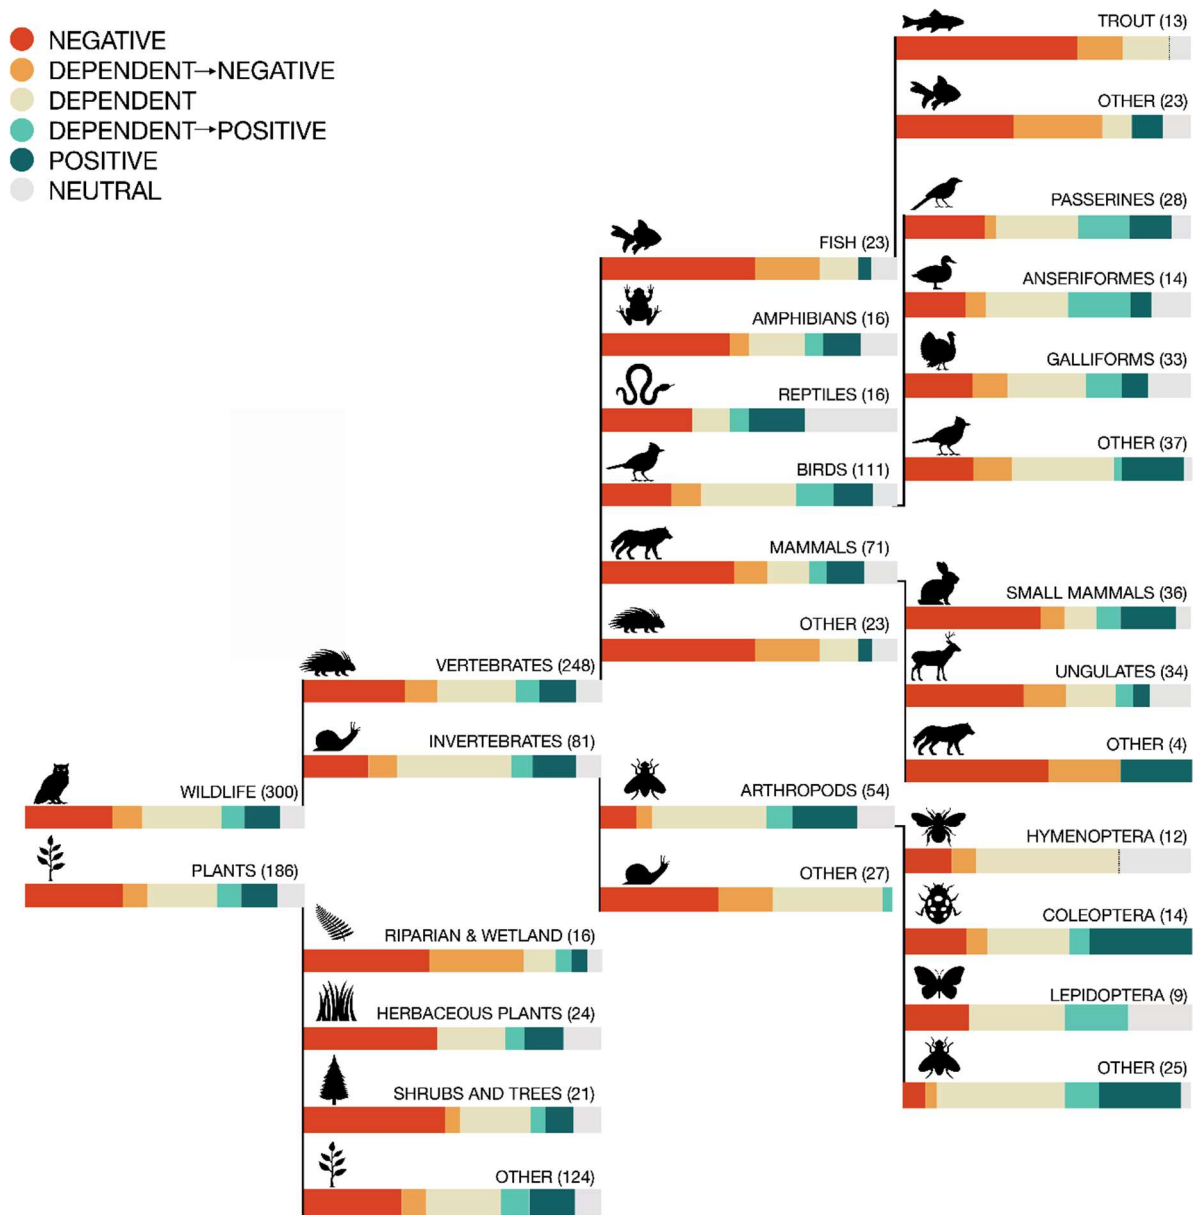 NEGATIVE
DEPENDENT→NEGATIVE
DEPENDENT
DEPENDENT→POSITIVE
POSITIVE
NEUTRAL
TROUT (13)
OTHER (23)
PASSERINES (28)
ANSERIFORMES (14)
GALLIFORMS (33)
OTHER (37)
FISH (23)
AMPHIBIANS (16)
REPTILES (16)
BIRDS (111)
MAMMALS (71)
OTHER (23)
SMALL MAMMALS (36)
UNGULATES (34)
OTHER (4)
VERTEBRATES (248)
INVERTEBRATES (81)
ARTHROPODS (54)
OTHER (27)
HYMENOPTERA (12)
COLEOPTERA (14)
LEPIDOPTERA (9)
OTHER (25)
WILDLIFE (300)
PLANTS (186)
RIPARIAN & WETLAND (16)
HERBACEOUS PLANTS (24)
SHRUBS AND TREES (21)
OTHER (124)